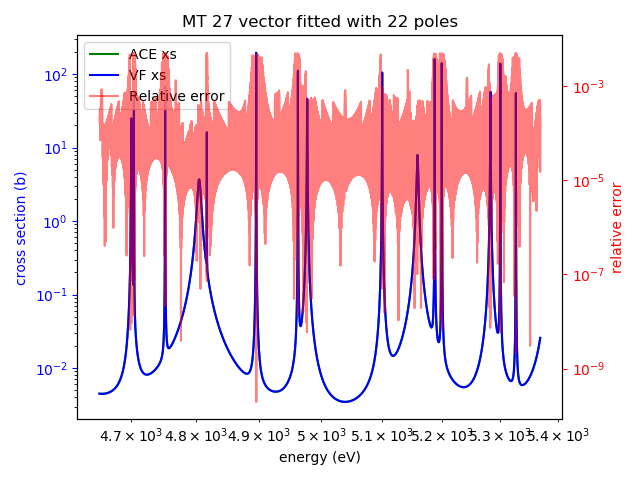 MT 27 vector fitted with 22 poles
ACE xs
VF xs
Relative error
10²
10¹
10⁰
10⁻¹
10⁻²
cross section (b)
10⁻³
10⁻⁵
10⁻⁷
10⁻⁹
relative error
4.7 × 10³ 4.8 × 10³ 4.9 × 10³ 5 × 10³ 5.1 × 10³ 5.2 × 10³ 5.3 × 10³ 5.4 × 10³
energy (eV)